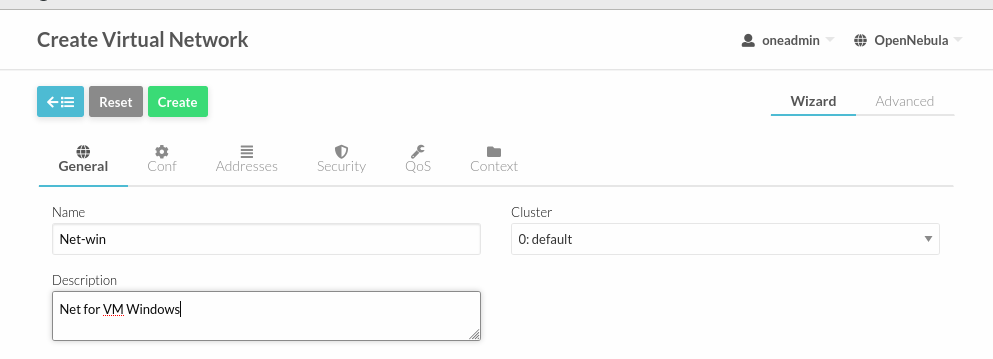 Create Virtual Network
oneadmin
OpenNebula
Reset
Create
Wizard
Advanced
General
Conf
Addresses
Security
QoS
Context
Name
Cluster
Net-win
0: default
Description
Net for VM Windows